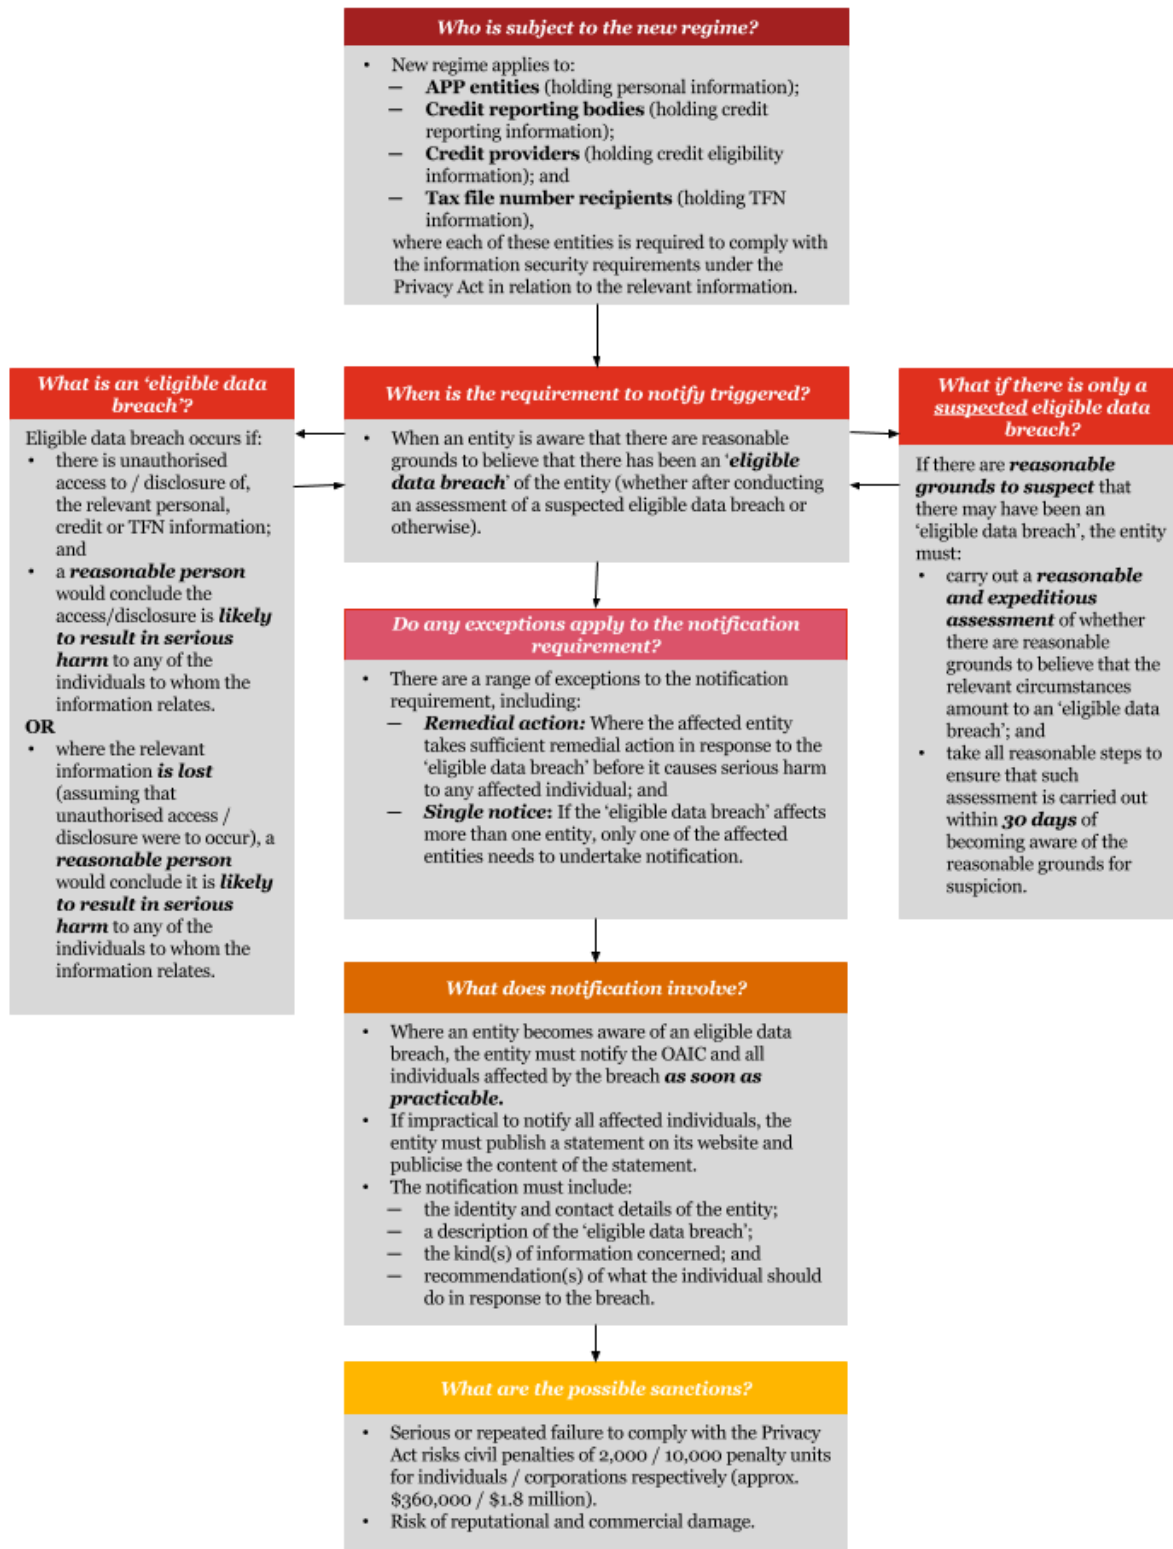 Who is subject to the new regime?
• New regime applies to:
— APP entities (holding personal information);
— Credit reporting bodies (holding credit
reporting information);
— Credit providers (holding credit eligibility
information); and
— Tax file number recipients (holding TFN
information),
where each of these entities is required to comply with
the information security requirements under the
Privacy Act in relation to the relevant information.
What is an ‘eligible data
breach’?
Eligible data breach occurs if:
• there is unauthorised
access to / disclosure of,
the relevant personal,
credit or TFN information;
and
• a reasonable person
would conclude the
access/disclosure is likely
to result in serious
harm to any of the
individuals to whom the
information relates.
OR
• where the relevant
information is lost
(assuming that
unauthorised access /
disclosure were to occur), a
reasonable person
would conclude it is likely
to result in serious
harm to any of the
individuals to whom the
information relates.
When is the requirement to notify triggered?
• When an entity is aware that there are reasonable
grounds to believe that there has been an ‘eligible
data breach’ of the entity (whether after conducting
an assessment of a suspected eligible data breach or
otherwise).
What if there is only a
suspected eligible data
breach?
If there are reasonable
grounds to suspect that
there may have been an
‘eligible data breach’, the entity
must:
• carry out a reasonable
and expeditious
assessment of whether
there are reasonable
grounds to believe that the
relevant circumstances
amount to an ‘eligible data
breach’; and
• take all reasonable steps to
ensure that such
assessment is carried out
within 30 days of
becoming aware of the
reasonable grounds for
suspicion.
Do any exceptions apply to the notification
requirement?
• There are a range of exceptions to the notification
requirement, including:
— Remedial action: Where the affected entity
takes sufficient remedial action in response to the
‘eligible data breach’ before it causes serious harm
to any affected individual; and
— Single notice: If the ‘eligible data breach’ affects
more than one entity, only one of the affected
entities needs to undertake notification.
What does notification involve?
• Where an entity becomes aware of an eligible data
breach, the entity must notify the OAIC and all
individuals affected by the breach as soon as
practicable.
• If impractical to notify all affected individuals, the
entity must publish a statement on its website and
publicise the content of the statement.
• The notification must include:
— the identity and contact details of the entity;
— a description of the ‘eligible data breach’;
— the kind(s) of information concerned; and
— recommendation(s) of what the individual should
do in response to the breach.
What are the possible sanctions?
• Serious or repeated failure to comply with the Privacy
Act risks civil penalties of 2,000 / 10,000 penalty units
for individuals / corporations respectively (approx.
$360,000 / $1.8 million).
• Risk of reputational and commercial damage.